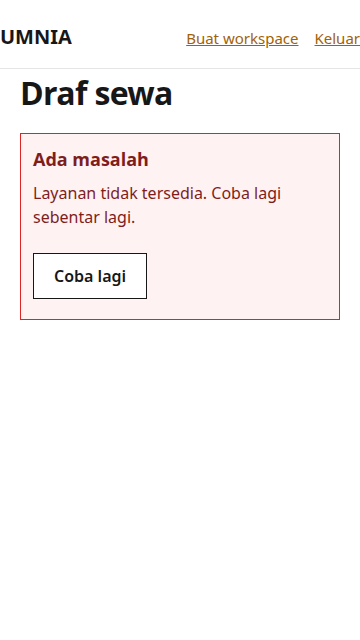 UMNIA
Buat workspace
Keluar
Draf sewa
Ada masalah
Layanan tidak tersedia. Coba lagi
sebentar lagi.
Coba lagi